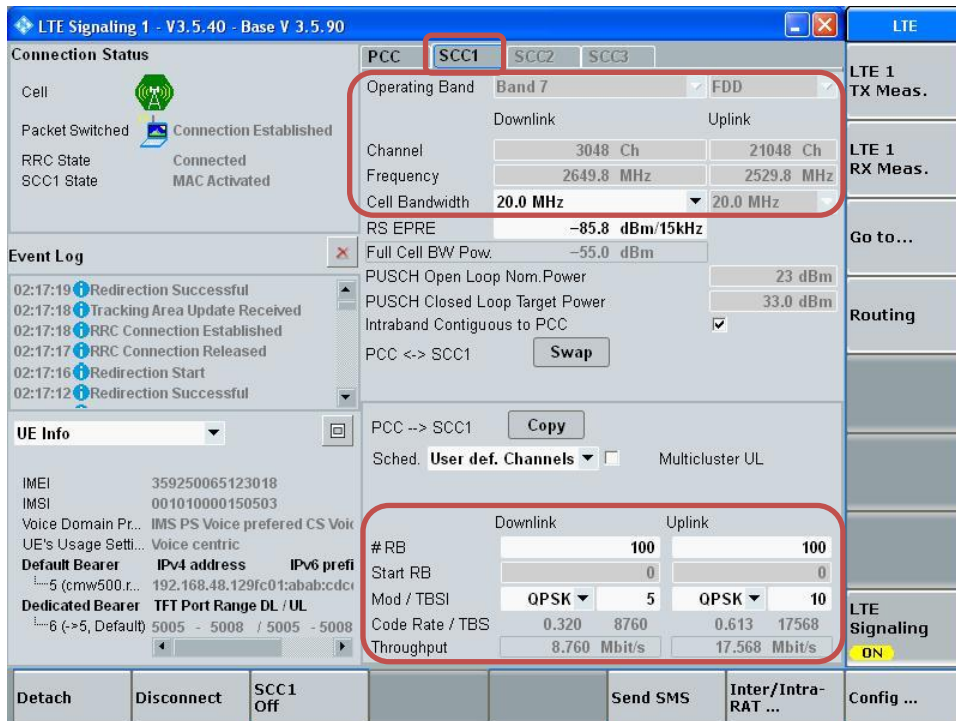 LTE Signaling 1 - V3.5.40 - Base V 3.5.90
LTE
Connection Status
Cell
Packet Switched Connection Established
RRC State Connected
SCC1 State MAC Activated
Event Log
02:17:19 Redirection Successful
02:17:18 Tracking Area Update Received
02:17:18 RRC Connection Established
02:17:17 RRC Connection Released
02:17:16 Redirection Start
02:17:12 Redirection Successful
UE Info
IMEI 359250065123018
IMSI 001010000150503
Voice Domain Pr... IMS PS Voice prefered CS Voic
UE's Usage Setti... Voice centric
Default Bearer IPv4 address IPv6 prefi
5 (cmw500.r... 192.168.48.129fc01:abab:cdc
Dedicated Bearer TFT Port Range DL / UL
6 (->5, Default) 5005 - 5008 / 5005 - 5008
PCC SCC1 SCC2 SCC3
Operating Band Band 7 FDD
Downlink Uplink
Channel 3048 Ch 21048 Ch
Frequency 2649.8 MHz 2529.8 MHz
Cell Bandwidth 20.0 MHz 20.0 MHz
RS EPRE -85.8 dBm/15kHz
Full Cell BW Pow. -55.0 dBm
PUSCH Open Loop Nom.Power 23 dBm
PUSCH Closed Loop Target Power 33.0 dBm
Intraband Contiguous to PCC
PCC <-> SCC1 Swap
PCC --> SCC1 Copy
Sched. User def. Channels Multicluster UL
Downlink Uplink
# RB 100 100
Start RB 0 0
Mod / TBSI QPSK 5 QPSK 10
Code Rate / TBS 0.320 8760 0.613 17568
Throughput 8.760 Mbit/s 17.568 Mbit/s
LTE 1
TX Meas.
LTE 1
RX Meas.
Go to...
Routing
LTE
Signaling
ON
Detach
Disconnect
SCC1
Off
Send SMS
Inter/Intra-
RAT ...
Config ...